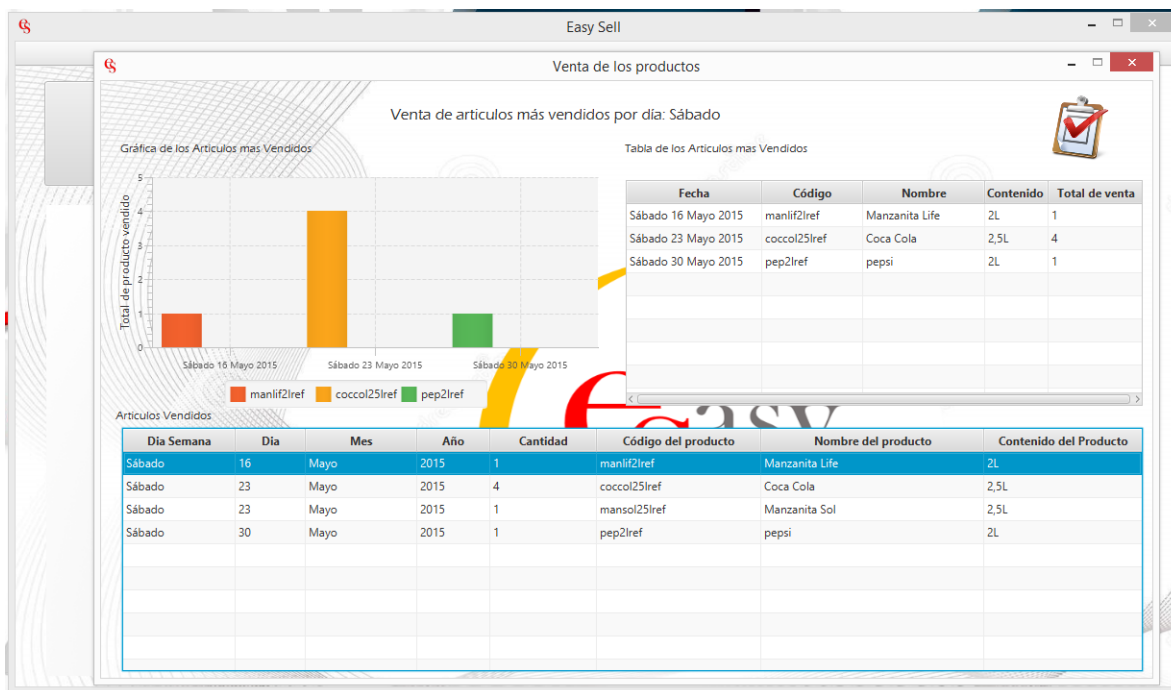 Easy Sell
Venta de los productos
Venta de articulos más vendidos por día: Sábado
Gráfica de los Articulos mas Vendidos
Total de producto vendido
5
4
3
2
1
0
Sábado 16 Mayo 2015 Sábado 23 Mayo 2015 Sábado 30 Mayo 2015
manlif2lref coccol25lref pep2lref
Tabla de los Articulos mas Vendidos
Fecha Código Nombre Contenido Total de venta
Sábado 16 Mayo 2015 manlif2lref Manzanita Life 2L 1
Sábado 23 Mayo 2015 coccol25lref Coca Cola 2,5L 4
Sábado 30 Mayo 2015 pep2lref pepsi 2L 1
easy
Articulos Vendidos
Dia Semana Dia Mes Año Cantidad Código del producto Nombre del producto Contenido del Producto
Sábado 16 Mayo 2015 1 manlif2lref Manzanita Life 2L
Sábado 23 Mayo 2015 4 coccol25lref Coca Cola 2,5L
Sábado 23 Mayo 2015 1 mansol25lref Manzanita Sol 2,5L
Sábado 30 Mayo 2015 1 pep2lref pepsi 2L